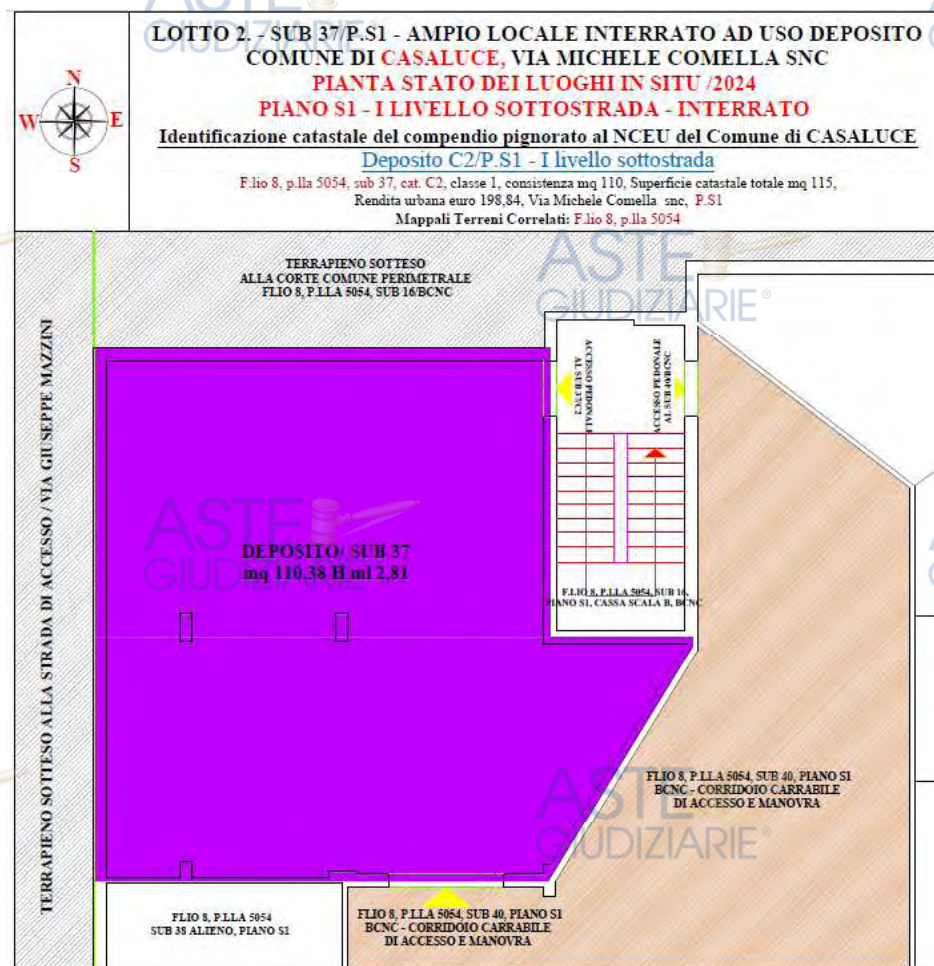 LOTTO 2. - SUB 37/P.S1 - AMPIO LOCALE INTERRATO AD USO DEPOSITO
COMUNE DI CASALUCE, VIA MICHELE COMELLA SNC
PIANTA STATO DEI LUOGHI IN SITU /2024
PIANO S1 - I LIVELLO SOTTOSTRADA - INTERRATO
Identificazione catastale del compendio pignorato al NCEU del Comune di CASALUCE
Deposito C2/P.S1 - I livello sottostrada
F.lio 8, p.lla 5054, sub 37, cat. C2, classe 1, consistenza mq 110, Superficie catastale totale mq 115,
Rendita urbana euro 198,84, Via Michele Comella snc, P.S1
Mappali Terreni Correlati: F.lio 8, p.lla 5054
N
W
E
S
TERRAPIENO SOTTESO
ALLA CORTE COMUNE PERIMETRALE
FLIO 8, P.LLA 5054, SUB 16/BCNC
TERRAPIENO SOTTESO ALLA STRADA DI ACCESSO / VIA GIUSEPPE MAZZINI
ACCESSO PEDONALE
AL SUB 37/C2
ACCESSO PEDONALE
AL SUB 40/BCNC
DEPOSITO/ SUB 37
mq 110,38 H ml 2,81
F.LIO 8, P.LLA 5054, SUB 16,
PIANO S1, CASSA SCALA B, BCNC
FLIO 8, P.LLA 5054, SUB 40, PIANO S1
BCNC - CORRIDOIO CARRABILE
DI ACCESSO E MANOVRA
FLIO 8, P.LLA 5054
SUB 38 ALIENO, PIANO S1
FLIO 8, P.LLA 5054, SUB 40, PIANO S1
BCNC - CORRIDOIO CARRABILE
DI ACCESSO E MANOVRA
ASTE
GIUDIZIARIE®
ASTE
GIUDIZIARIE
ASTE
GIUDIZIARIE®